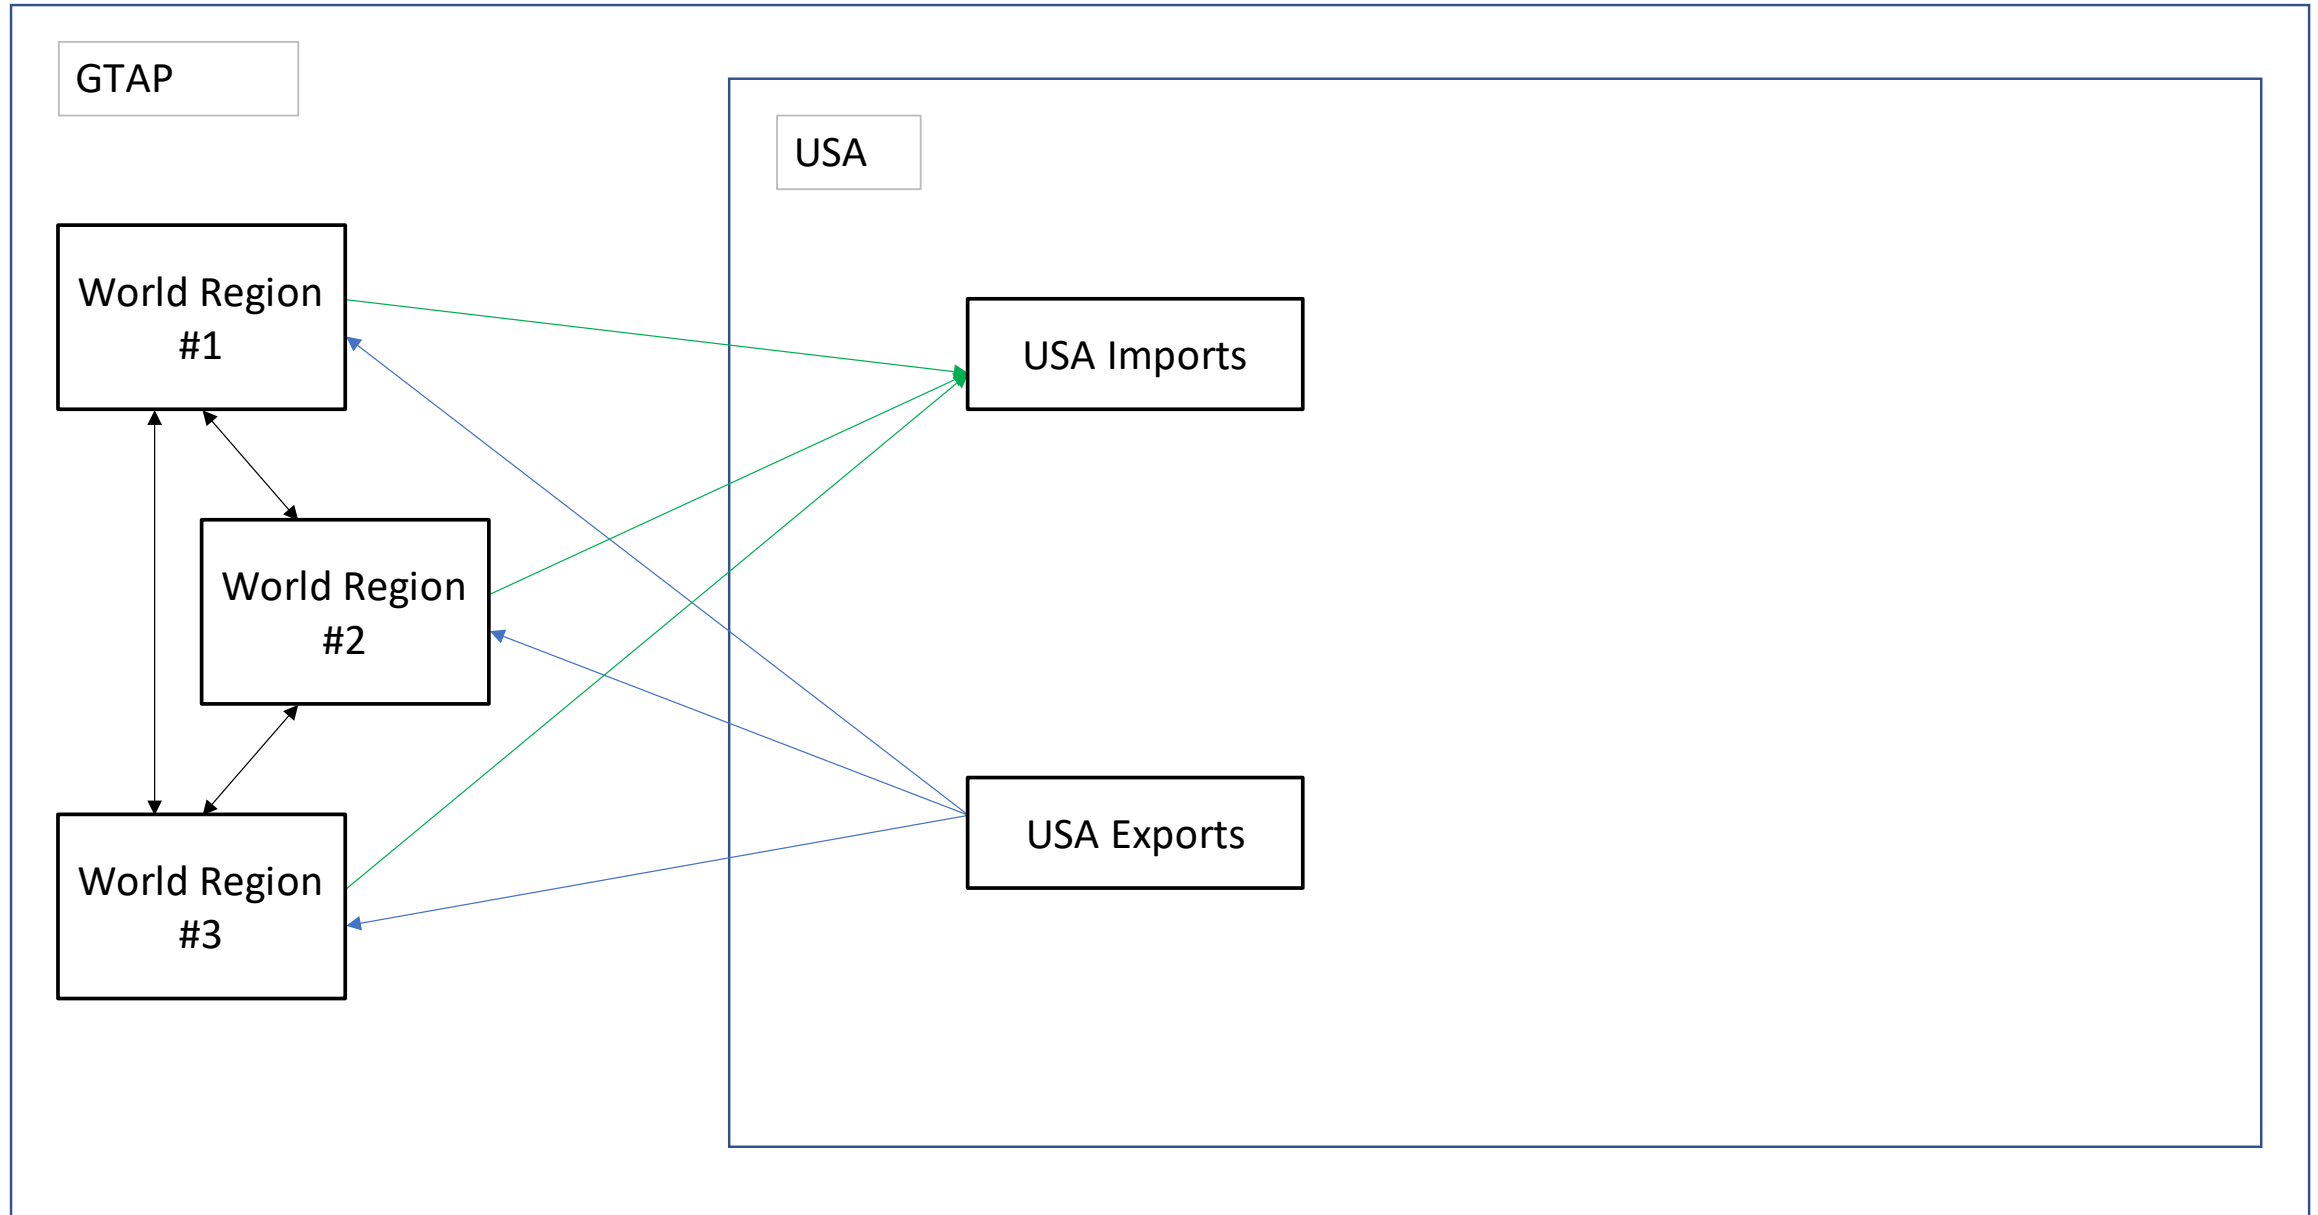 GTAP
USA
World Region
#1
USA Imports
World Region
#2
USA Exports
World Region
#3